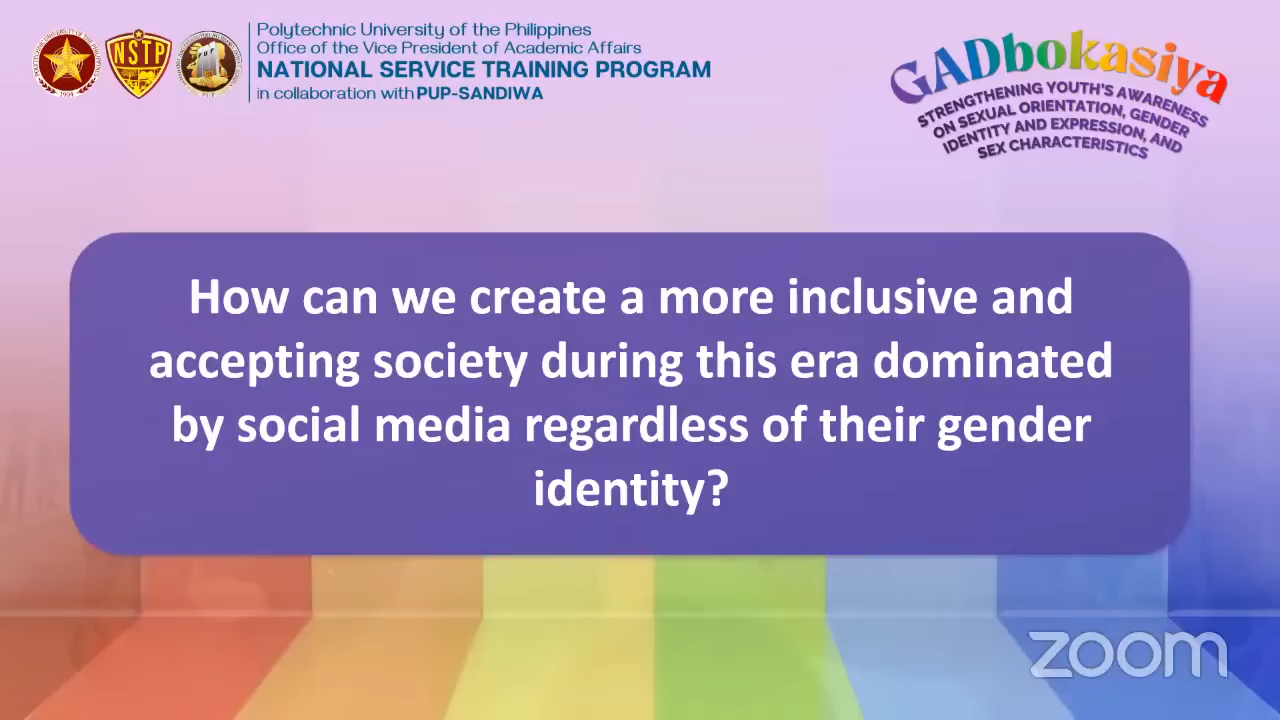 Polytechnic University of the Philippines
Office of the Vice President of Academic Affairs
NATIONAL SERVICE TRAINING PROGRAM
in collaboration with PUP-SANDIWA
NSTP
1904
GADbokasiya
STRENGTHENING YOUTH'S AWARENESS
ON SEXUAL ORIENTATION, GENDER
IDENTITY AND EXPRESSION, AND
SEX CHARACTERISTICS
How can we create a more inclusive and
accepting society during this era dominated
by social media regardless of their gender
identity?
zoom